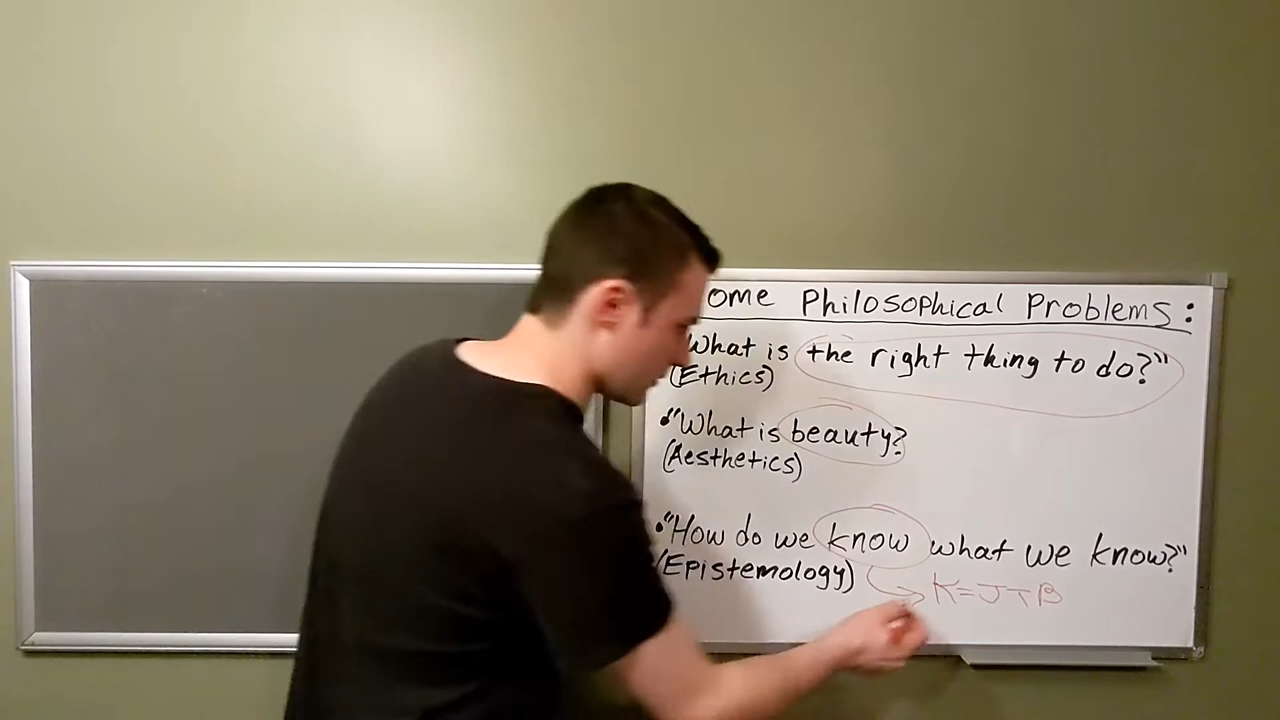 ome Philosophical Problems:
What is the right thing to do?"
(Ethics)
•"What is beauty?
(Aesthetics)
•"How do we know what we know?"
(Epistemology)
K=JTB